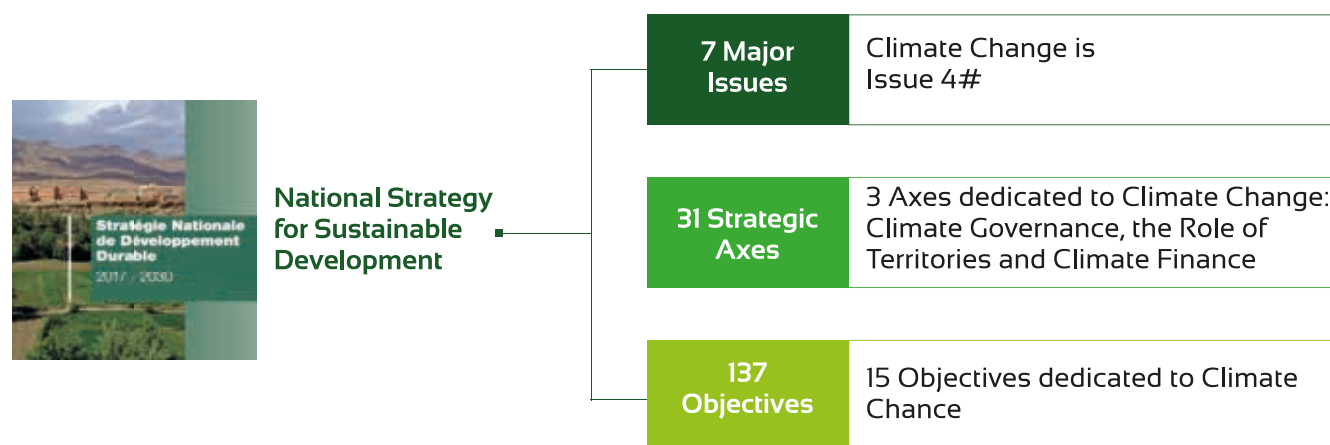 Stratégie Nationale
de Développement
Durable
2017 - 2030
National Strategy
for Sustainable
Development
7 Major
Issues
Climate Change is
Issue 4#
31 Strategic
Axes
3 Axes dedicated to Climate Change:
Climate Governance, the Role of
Territories and Climate Finance
137
Objectives
15 Objectives dedicated to Climate
Chance